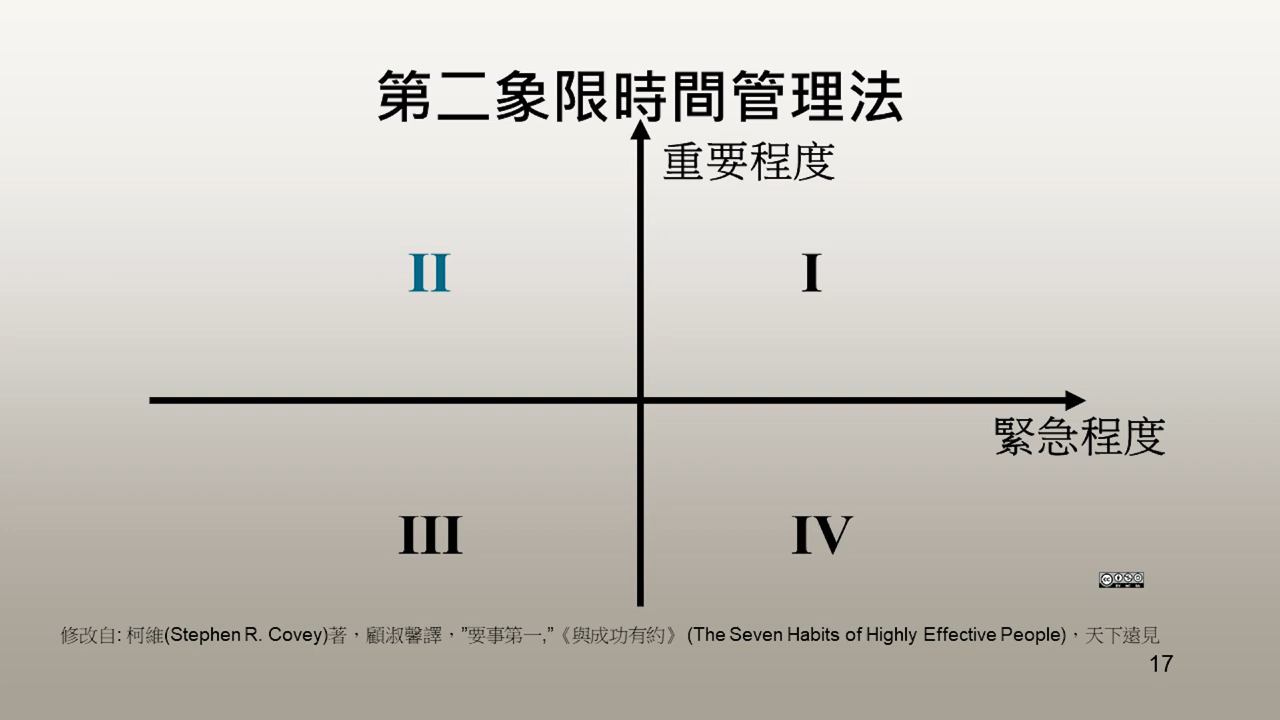 第二象限時間管理法
重要程度
II
I
緊急程度
III
IV
修改自: 柯維(Stephen R. Covey)著，顧淑馨譯，”要事第一,”《與成功有約》 (The Seven Habits of Highly Effective People)，天下遠見
17